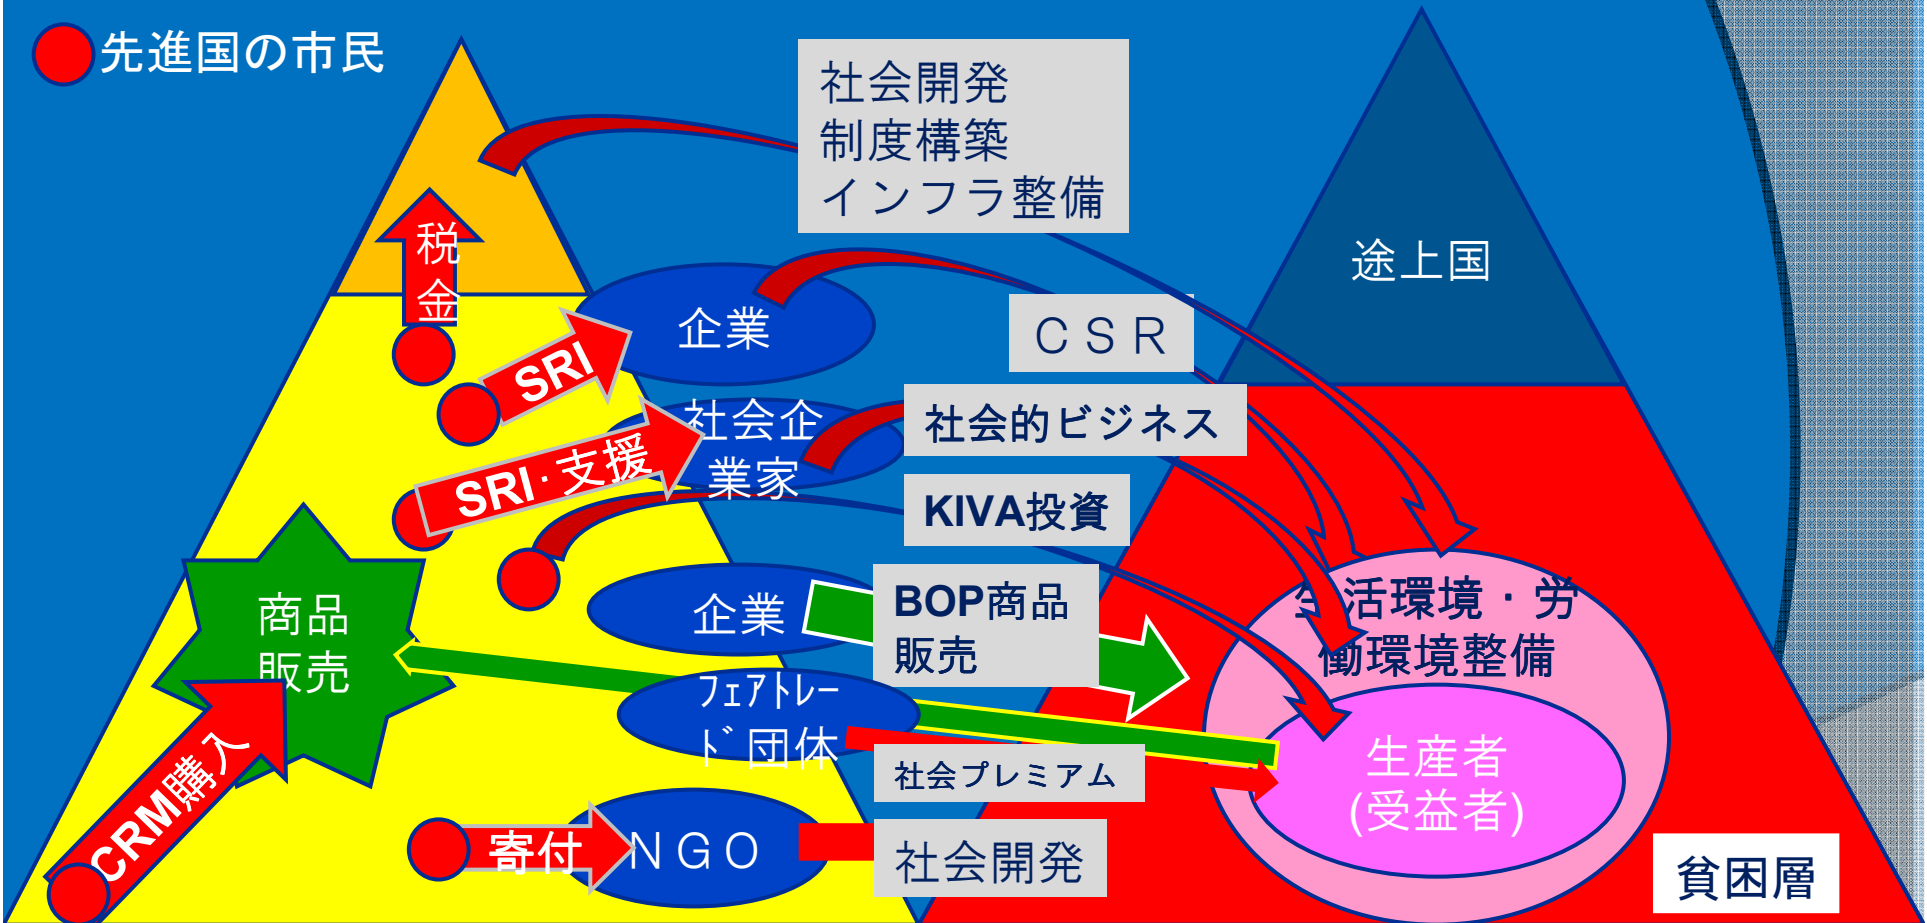 先進国の市民
社会開発
制度構築
インフラ整備
税
金
途上国
企業
SRI
CSR
社会企
業家
社会的ビジネス
SRI・支援
KIVA投資
商品
販売
企業
BOP商品
販売
生活環境・労
働環境整備
フェアトレー
ド団体
社会プレミアム
生産者
(受益者)
CRM購入
寄付
NGO
社会開発
貧困層